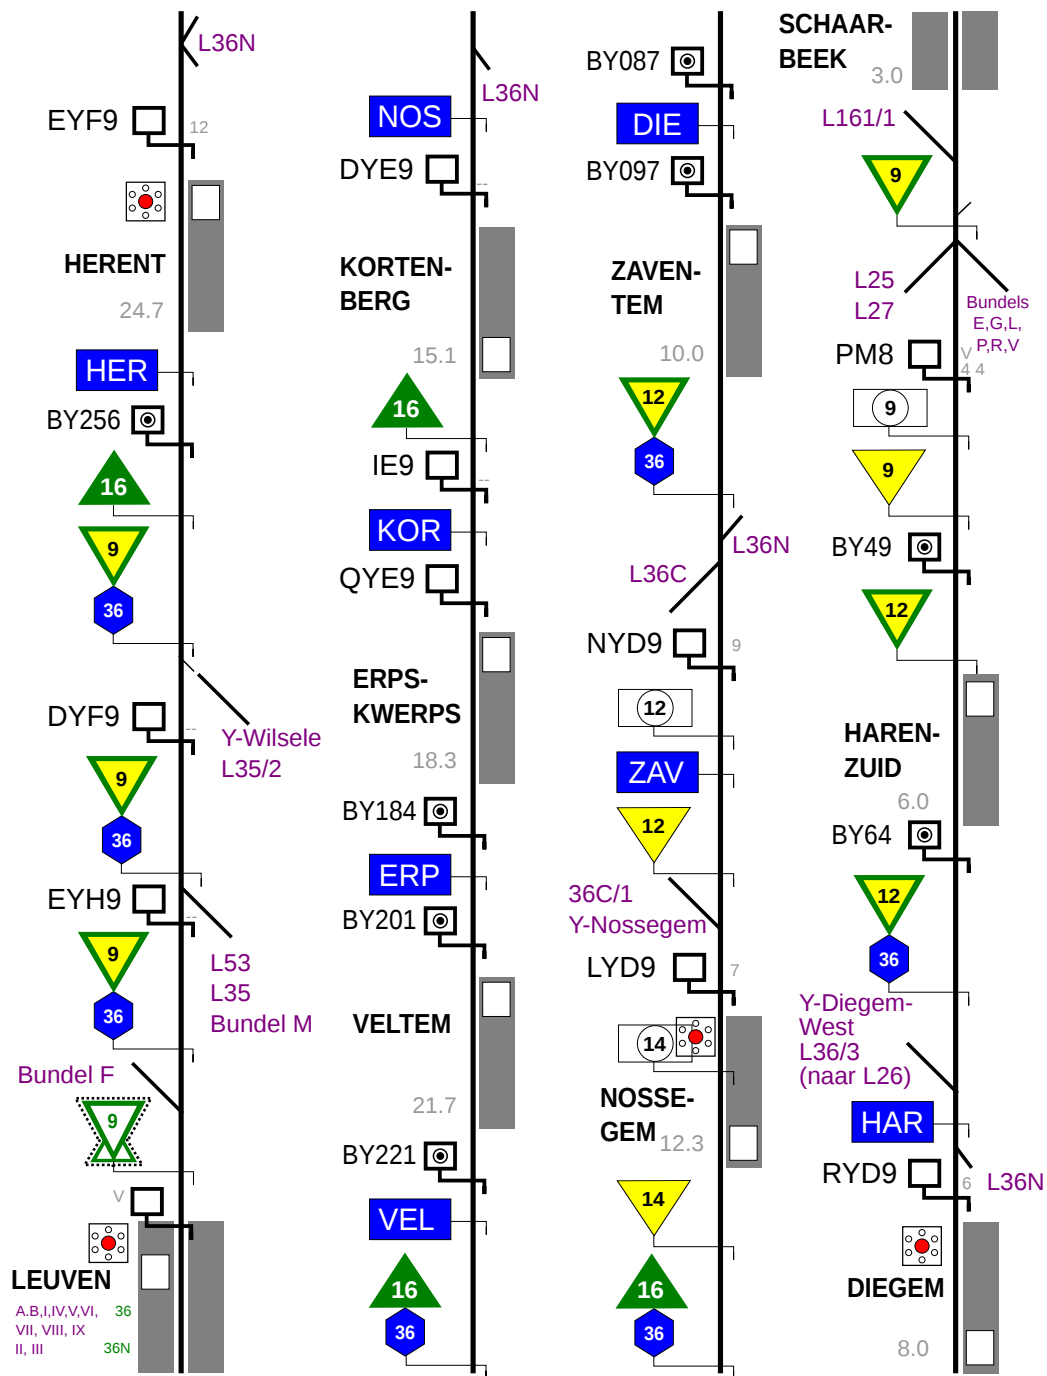 L36N
EYF9
12
HERENT
24.7
HER
BY256
16
9
36
DYF9
--
Y-Wilsele
L35/2
9
36
EYH9
--
9
36
L53
L35
Bundel M
Bundel F
9
V
LEUVEN
A.B,I,IV,V,VI, 36
VII, VIII, IX
II, III 36N
L36N
NOS
DYE9
--
KORTEN-
BERG
15.1
16
IE9
--
KOR
QYE9
ERPS-
KWERPS
18.3
BY184
ERP
BY201
VELTEM
21.7
BY221
VEL
16
36
BY087
DIE
BY097
ZAVEN-
TEM
10.0
12
36
L36N
L36C
NYD9
9
12
ZAV
12
36C/1
Y-Nossegem
LYD9
7
14
NOSSE-
GEM 12.3
14
16
36
SCHAAR-
BEEK
3.0
L161/1
9
L25
L27
Bundels
E,G,L,
P,R,V
PM8
V
4 4
9
9
BY49
12
HAREN-
ZUID
6.0
BY64
12
36
Y-Diegem-
West
L36/3
(naar L26)
HAR
RYD9
6
L36N
DIEGEM
8.0